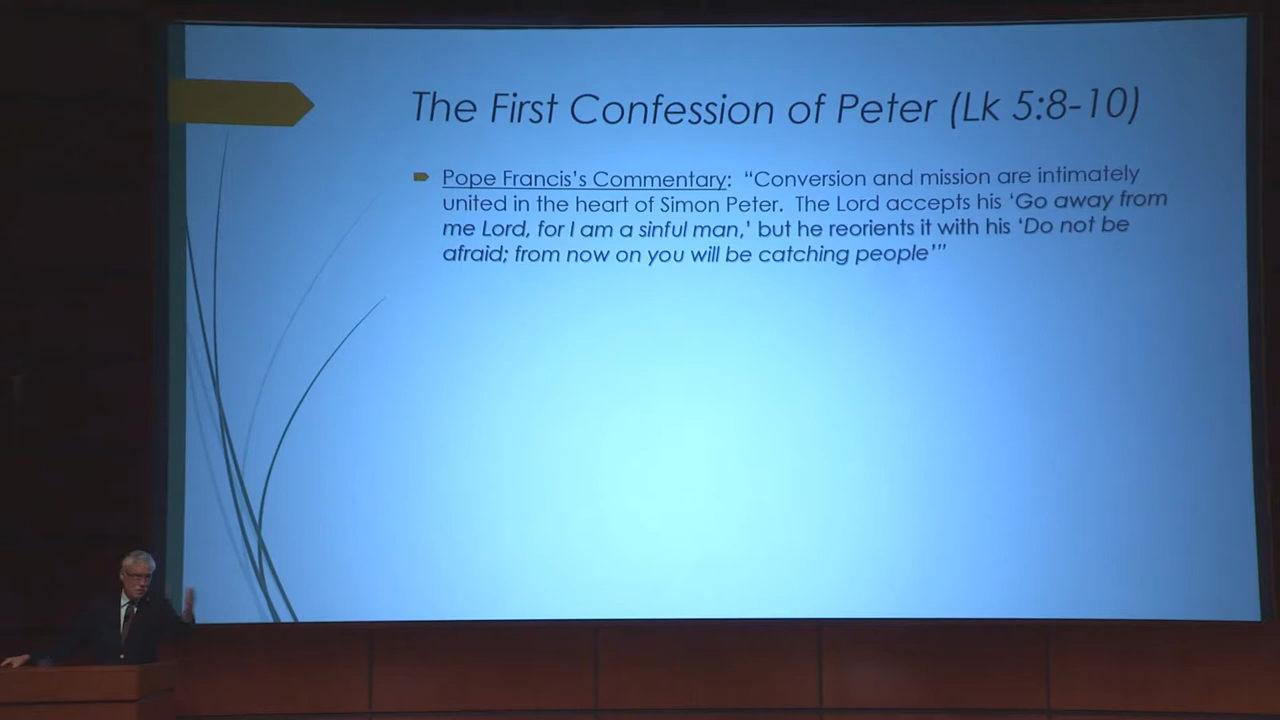 The First Confession of Peter (Lk 5:8-10)
Pope Francis's Commentary: “Conversion and mission are intimately
united in the heart of Simon Peter. The Lord accepts his ‘Go away from
me Lord, for I am a sinful man,’ but he reorients it with his ‘Do not be
afraid; from now on you will be catching people’”